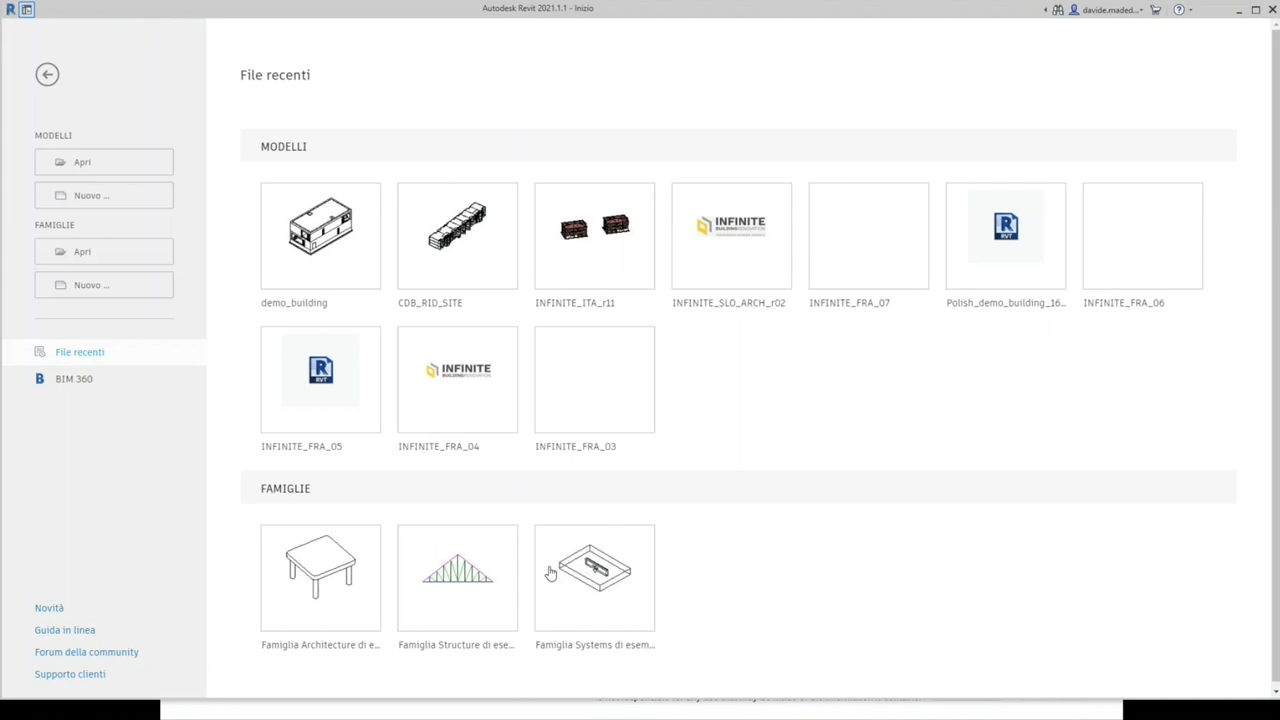 Autodesk Revit 2021.1.1 - Inizio
davide.maded...
File recenti
MODELLI
Apri
Nuovo ...
FAMIGLIE
Apri
Nuovo ...
File recenti
BIM 360
Novità
Guida in linea
Forum della community
Supporto clienti
MODELLI
INFINITE
RVT
demo_building
CDB_RID_SITE
INFINITE_ITA_r11
INFINITE_SLO_ARCH_r02
INFINITE_FRA_07
Polish_demo_building_16...
INFINITE_FRA_06
RVT
INFINITE
INFINITE_FRA_05
INFINITE_FRA_04
INFINITE_FRA_03
FAMIGLIE
Famiglia Architecture di e...
Famiglia Structure di ese...
Famiglia Systems di esem...